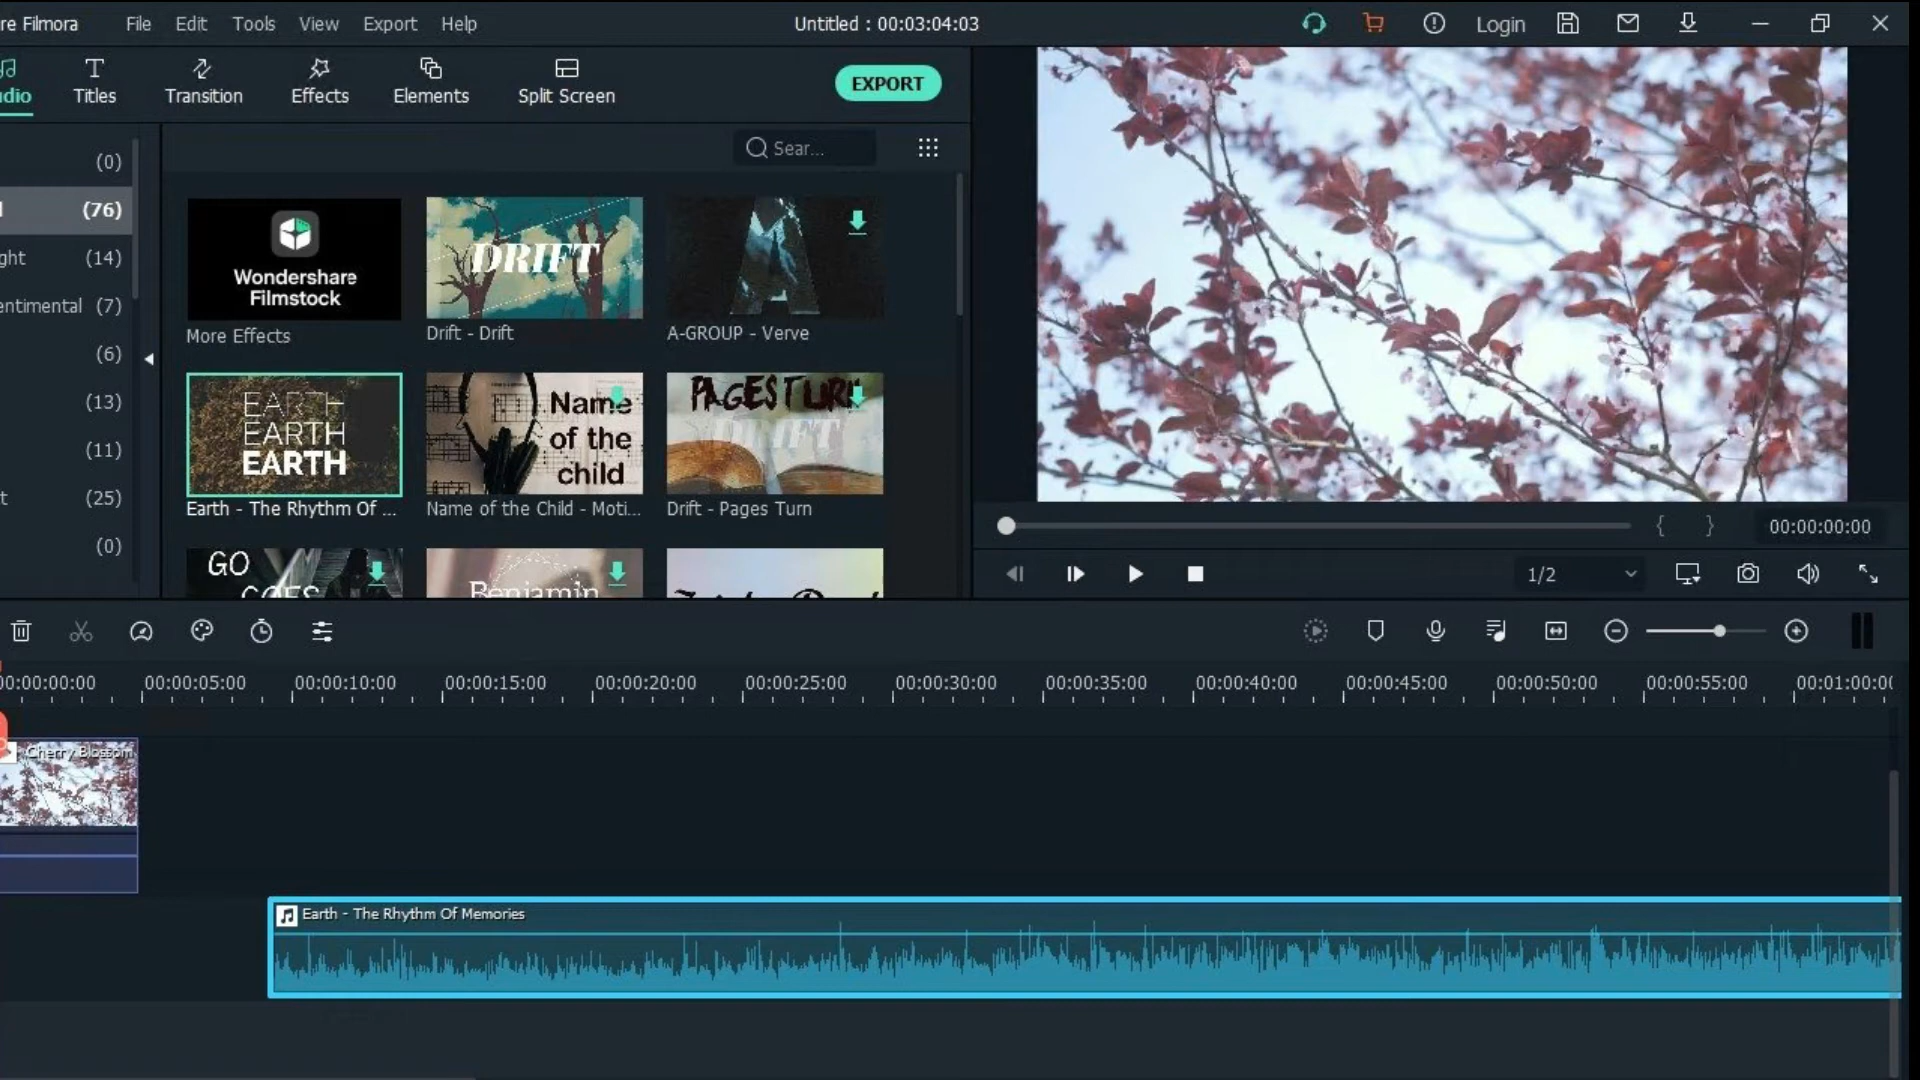 re Filmora File Edit Tools View Export Help Untitled : 00:03:04:03 Login
dio Titles Transition Effects Elements Split Screen EXPORT
Sear...
(0)
(76)
ght (14)
entimental (7)
(6)
(13)
(11)
t (25)
(0)
Wondershare
Filmstock
More Effects
DRIFT
Drift - Drift
A
A-GROUP - Verve
EARTH
EARTH
EARTH
Earth - The Rhythm Of ...
Name
of the
child
Name of the Child - Moti...
PAGES TURN
DRIFT
Drift - Pages Turn
GO
GOES
Benjamin
00:00:00:00
1/2
00:00:00:00 00:00:05:00 00:00:10:00 00:00:15:00 00:00:20:00 00:00:25:00 00:00:30:00 00:00:35:00 00:00:40:00 00:00:45:00 00:00:50:00 00:00:55:00 00:01:00:00
Cherry Blossom
Earth - The Rhythm Of Memories